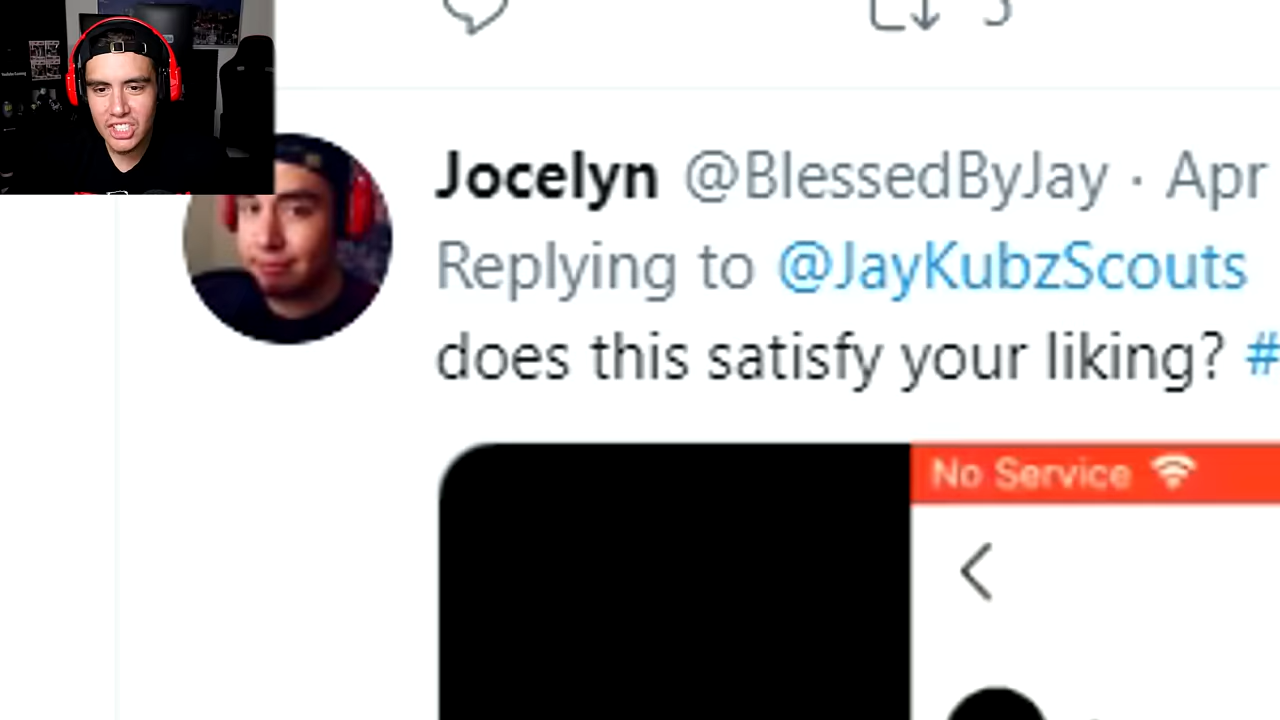 Jocelyn @BlessedByJay · Apr
Replying to @JayKubzScouts
does this satisfy your liking? #
No Service